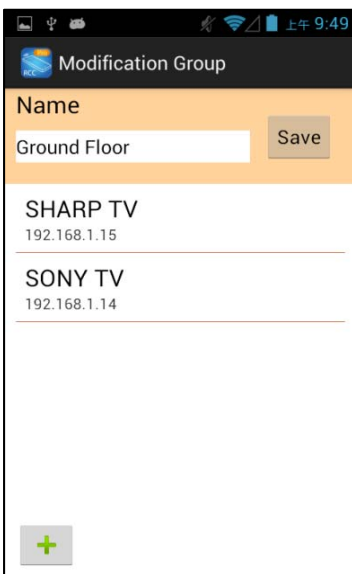 上午 9:49
RCC
Modification Group
Name
Ground Floor
Save
SHARP TV
192.168.1.15
SONY TV
192.168.1.14